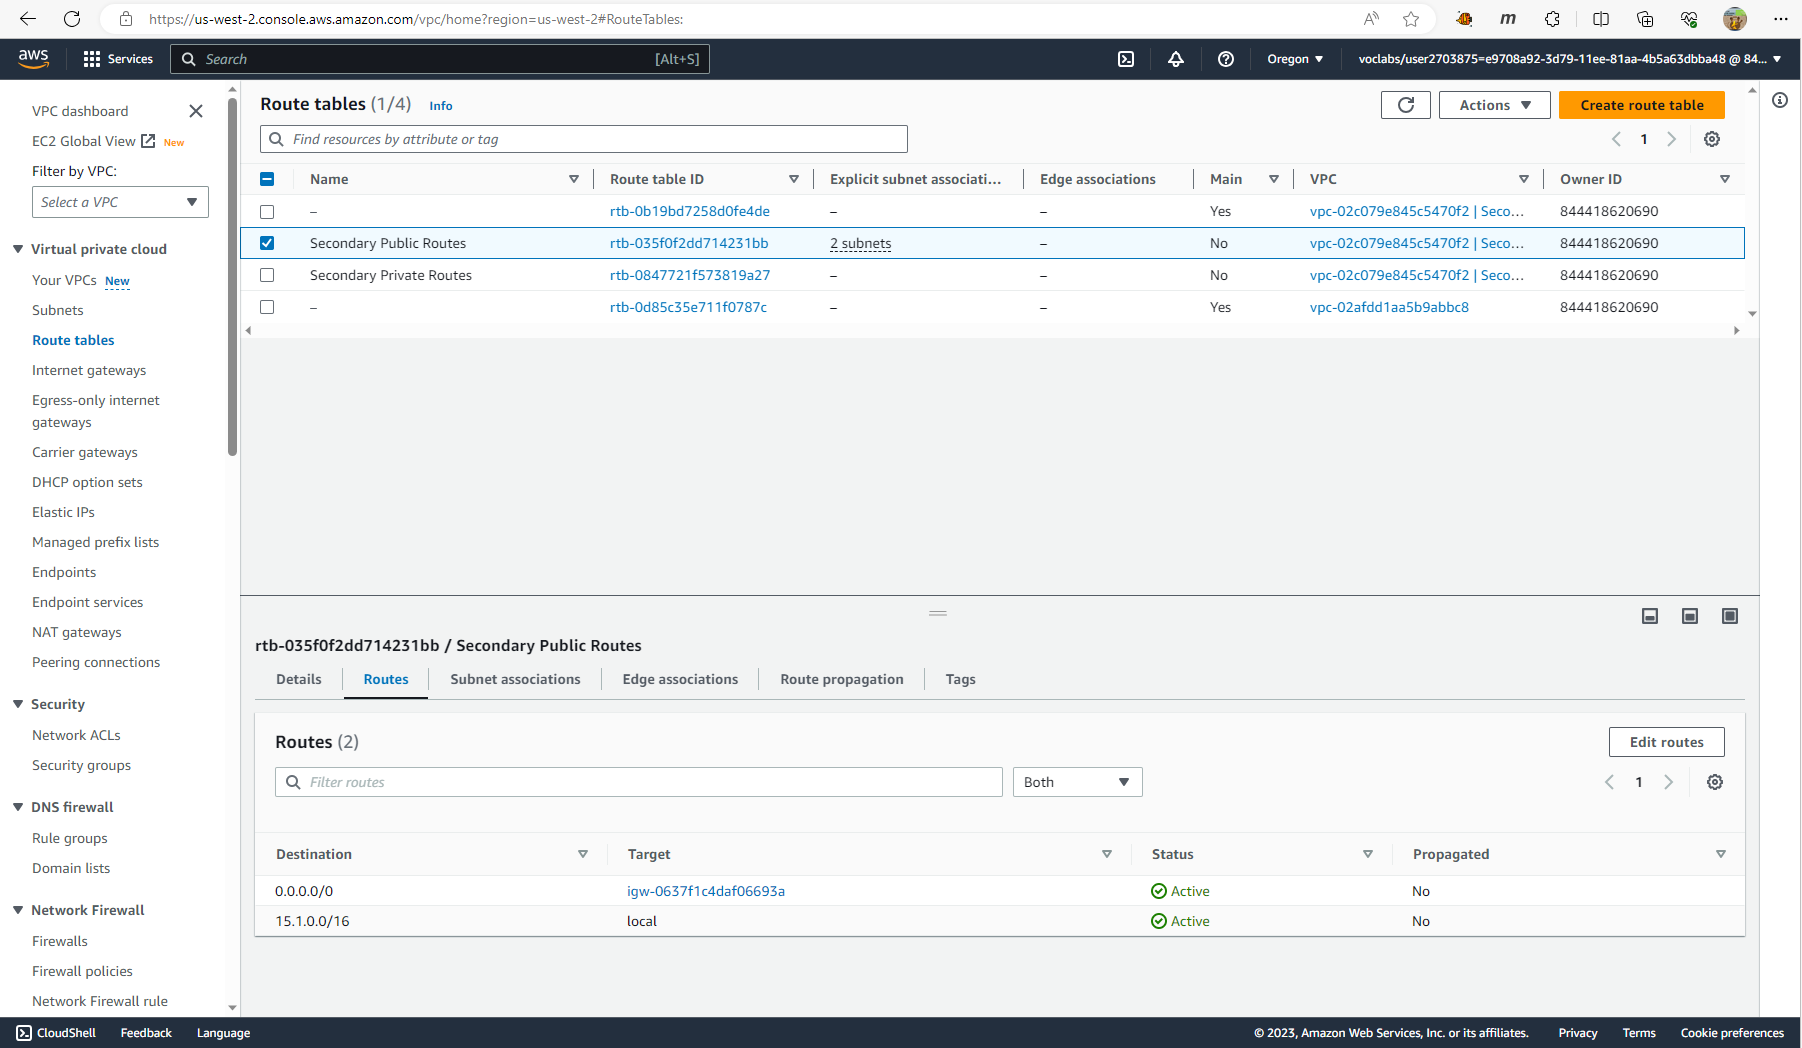 https://us-west-2.console.aws.amazon.com/vpc/home?region=us-west-2#RouteTables:
aws Services Search [Alt+S] Oregon voclabs/user2703875=e9708a92-3d79-11ee-81aa-4b5a63dbba48 @ 84...
VPC dashboard
EC2 Global View New
Filter by VPC:
Select a VPC
Virtual private cloud
Your VPCs New
Subnets
Route tables
Internet gateways
Egress-only internet
gateways
Carrier gateways
DHCP option sets
Elastic IPs
Managed prefix lists
Endpoints
Endpoint services
NAT gateways
Peering connections
Security
Network ACLs
Security groups
DNS firewall
Rule groups
Domain lists
Network Firewall
Firewalls
Firewall policies
Network Firewall rule
Route tables (1/4) Info Actions Create route table
Find resources by attribute or tag 1
Name Route table ID Explicit subnet associati... Edge associations Main VPC Owner ID
– rtb-0b19bd7258d0fe4de – – Yes vpc-02c079e845c5470f2 | Seco... 844418620690
Secondary Public Routes rtb-035f0f2dd714231bb 2 subnets – No vpc-02c079e845c5470f2 | Seco... 844418620690
Secondary Private Routes rtb-0847721f573819a27 – – No vpc-02c079e845c5470f2 | Seco... 844418620690
– rtb-0d85c35e711f0787c – – Yes vpc-02afdd1aa5b9abbc8 844418620690
rtb-035f0f2dd714231bb / Secondary Public Routes
Details Routes Subnet associations Edge associations Route propagation Tags
Routes (2) Edit routes
Filter routes Both 1
Destination Target Status Propagated
0.0.0.0/0 igw-0637f1c4daf06693a Active No
15.1.0.0/16 local Active No
CloudShell Feedback Language © 2023, Amazon Web Services, Inc. or its affiliates. Privacy Terms Cookie preferences